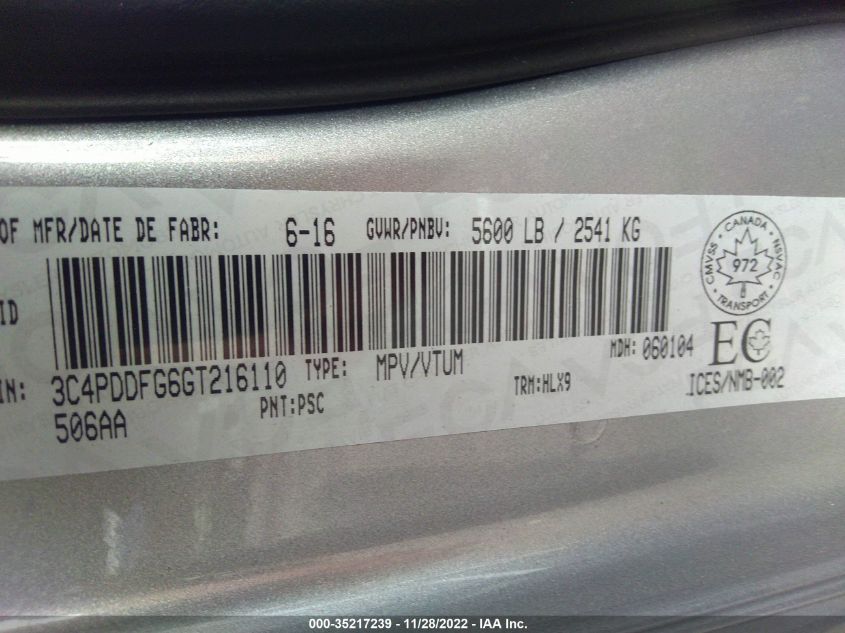 OF MFR/DATE DE FABR: 6-16 GVWR/PNBV: 5600 LB / 2541 KG
CANADA
CMVSS NSVAC
972
TRANSPORT
ID
IN: 3C4PDDFG6GT216110 TYPE: MPV/VTUM MDH: 060104 EC
506AA PNT:PSC TRM:HLX9 ICES/NMB-002
000-35217239 - 11/28/2022 - IAA Inc.